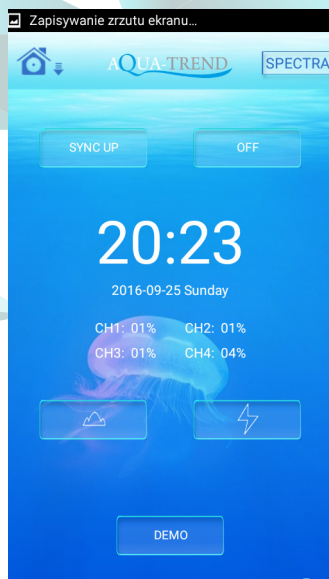 Zapisywanie zrzutu ekranu...
AQUA-TREND SPECTRA
SYNC UP OFF
20:23
2016-09-25 Sunday
CH1: 01% CH2: 01%
CH3: 01% CH4: 04%
DEMO